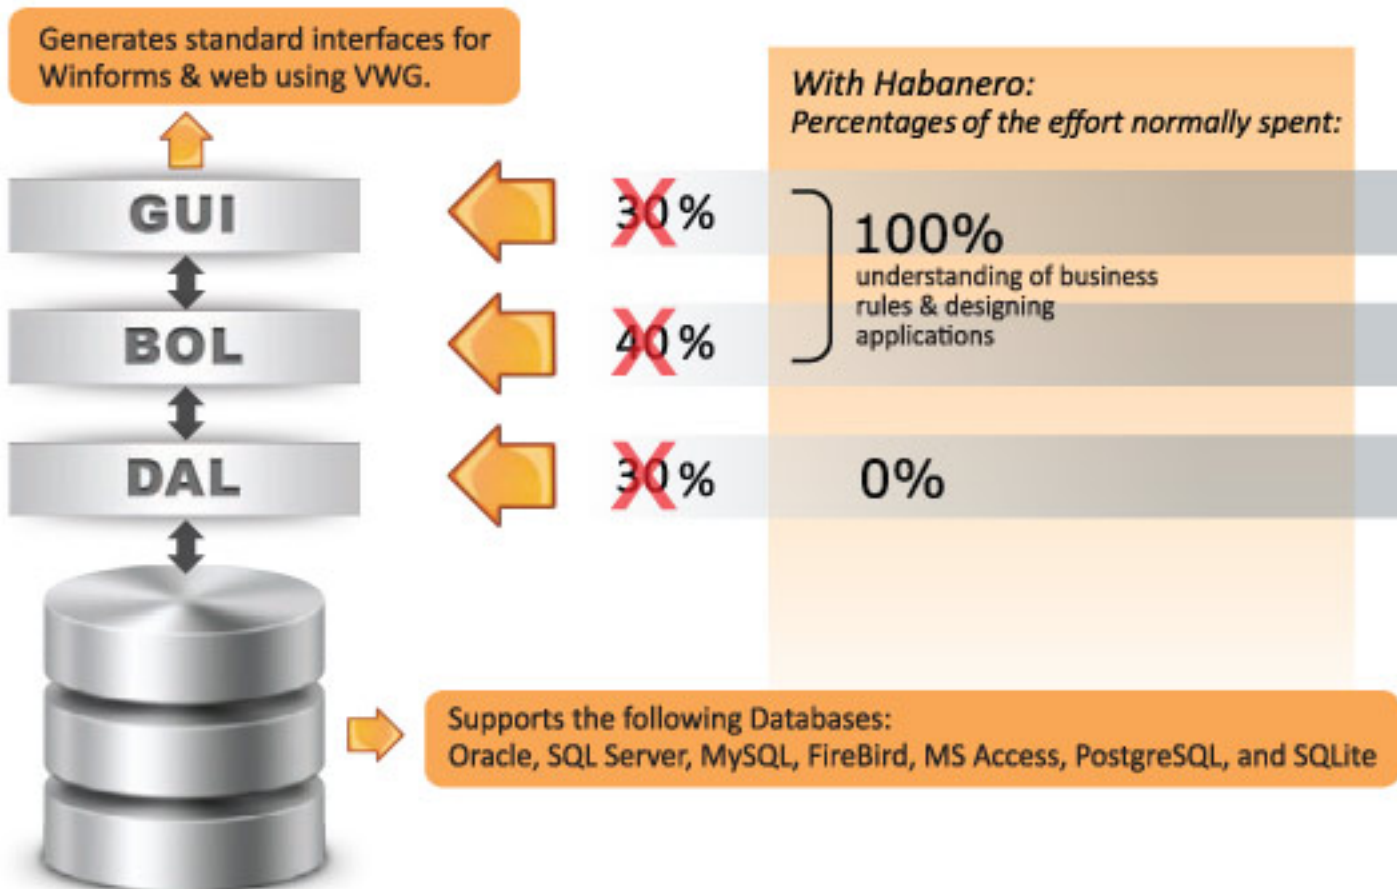 Generates standard interfaces for
Winforms & web using VWG.
With Habanero:
Percentages of the effort normally spent:
GUI
30%
100%
understanding of business
rules & designing
applications
BOL
40%
DAL
30%
0%
Supports the following Databases:
Oracle, SQL Server, MySQL, FireBird, MS Access, PostgreSQL, and SQLite